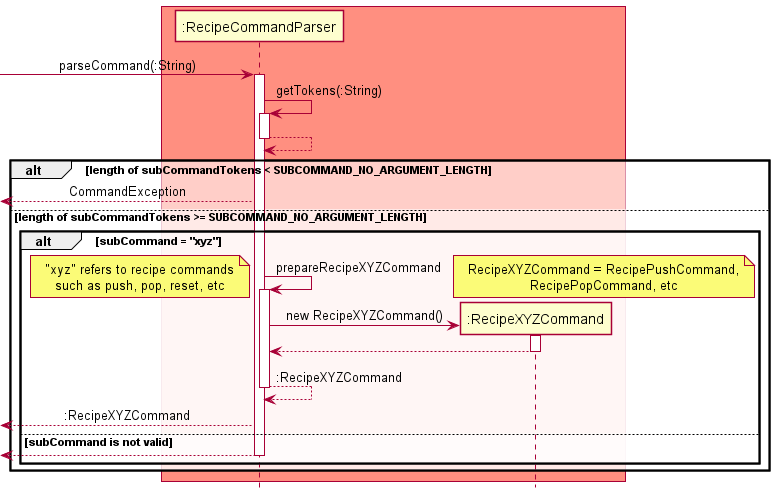 :RecipeCommandParser
parseCommand(:String)
getTokens(:String)
alt
[length of subCommandTokens < SUBCOMMAND_NO_ARGUMENT_LENGTH]
CommandException
[length of subCommandTokens >= SUBCOMMAND_NO_ARGUMENT_LENGTH]
alt
[subCommand = "xyz"]
"xyz" refers to recipe commands
such as push, pop, reset, etc
prepareRecipeXYZCommand
RecipeXYZCommand = RecipePushCommand,
RecipePopCommand, etc
new RecipeXYZCommand()
:RecipeXYZCommand
:RecipeXYZCommand
:RecipeXYZCommand
[subCommand is not valid]